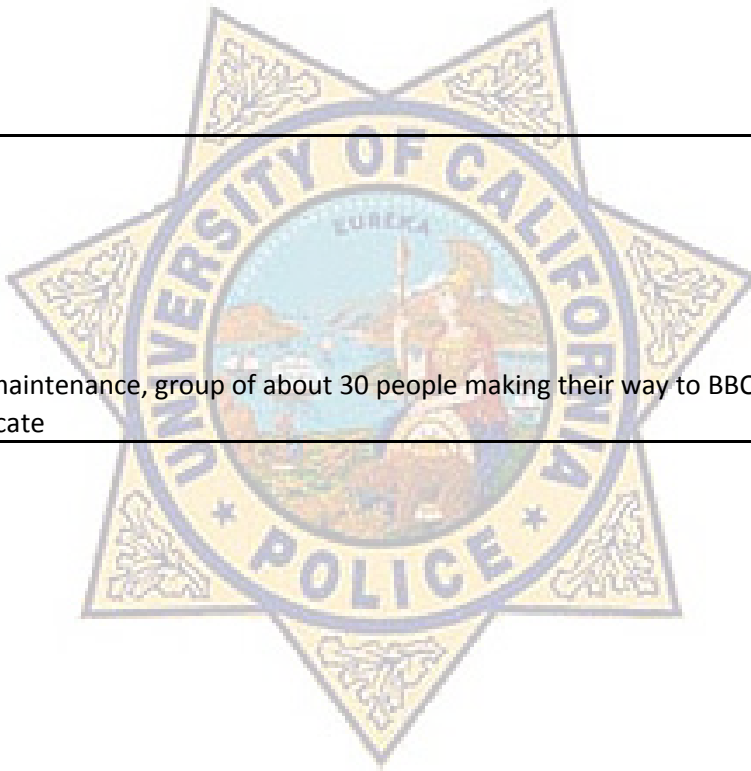 UNIVERSITY OF CALIFORNIA
EUREKA
maintenance, group of about 30 people making their way to BBC
cate
POLICE